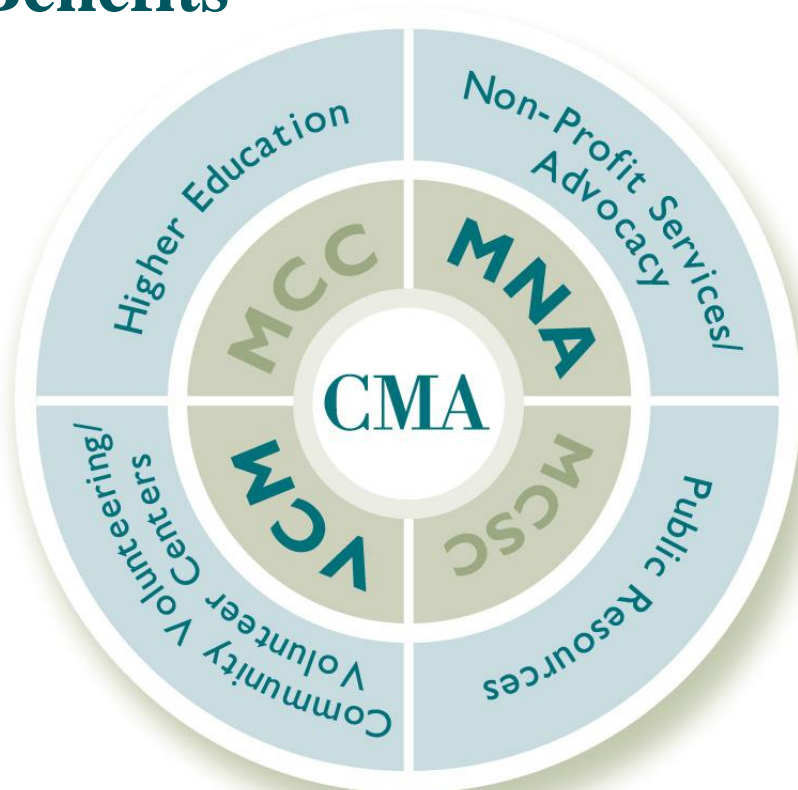 Benefits
Higher Education
Non-Profit Services/
Advocacy
MCC
MNA
CMA
VCM
MCSC
Community Volunteering/
Volunteer Centers
Public Resources